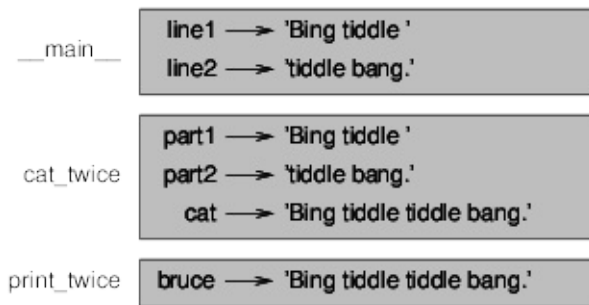 __main__
line1 → 'Bing tiddle '
line2 → 'tiddle bang.'
cat_twice
part1 → 'Bing tiddle '
part2 → 'tiddle bang.'
cat → 'Bing tiddle tiddle bang.'
print_twice
bruce → 'Bing tiddle tiddle bang.'